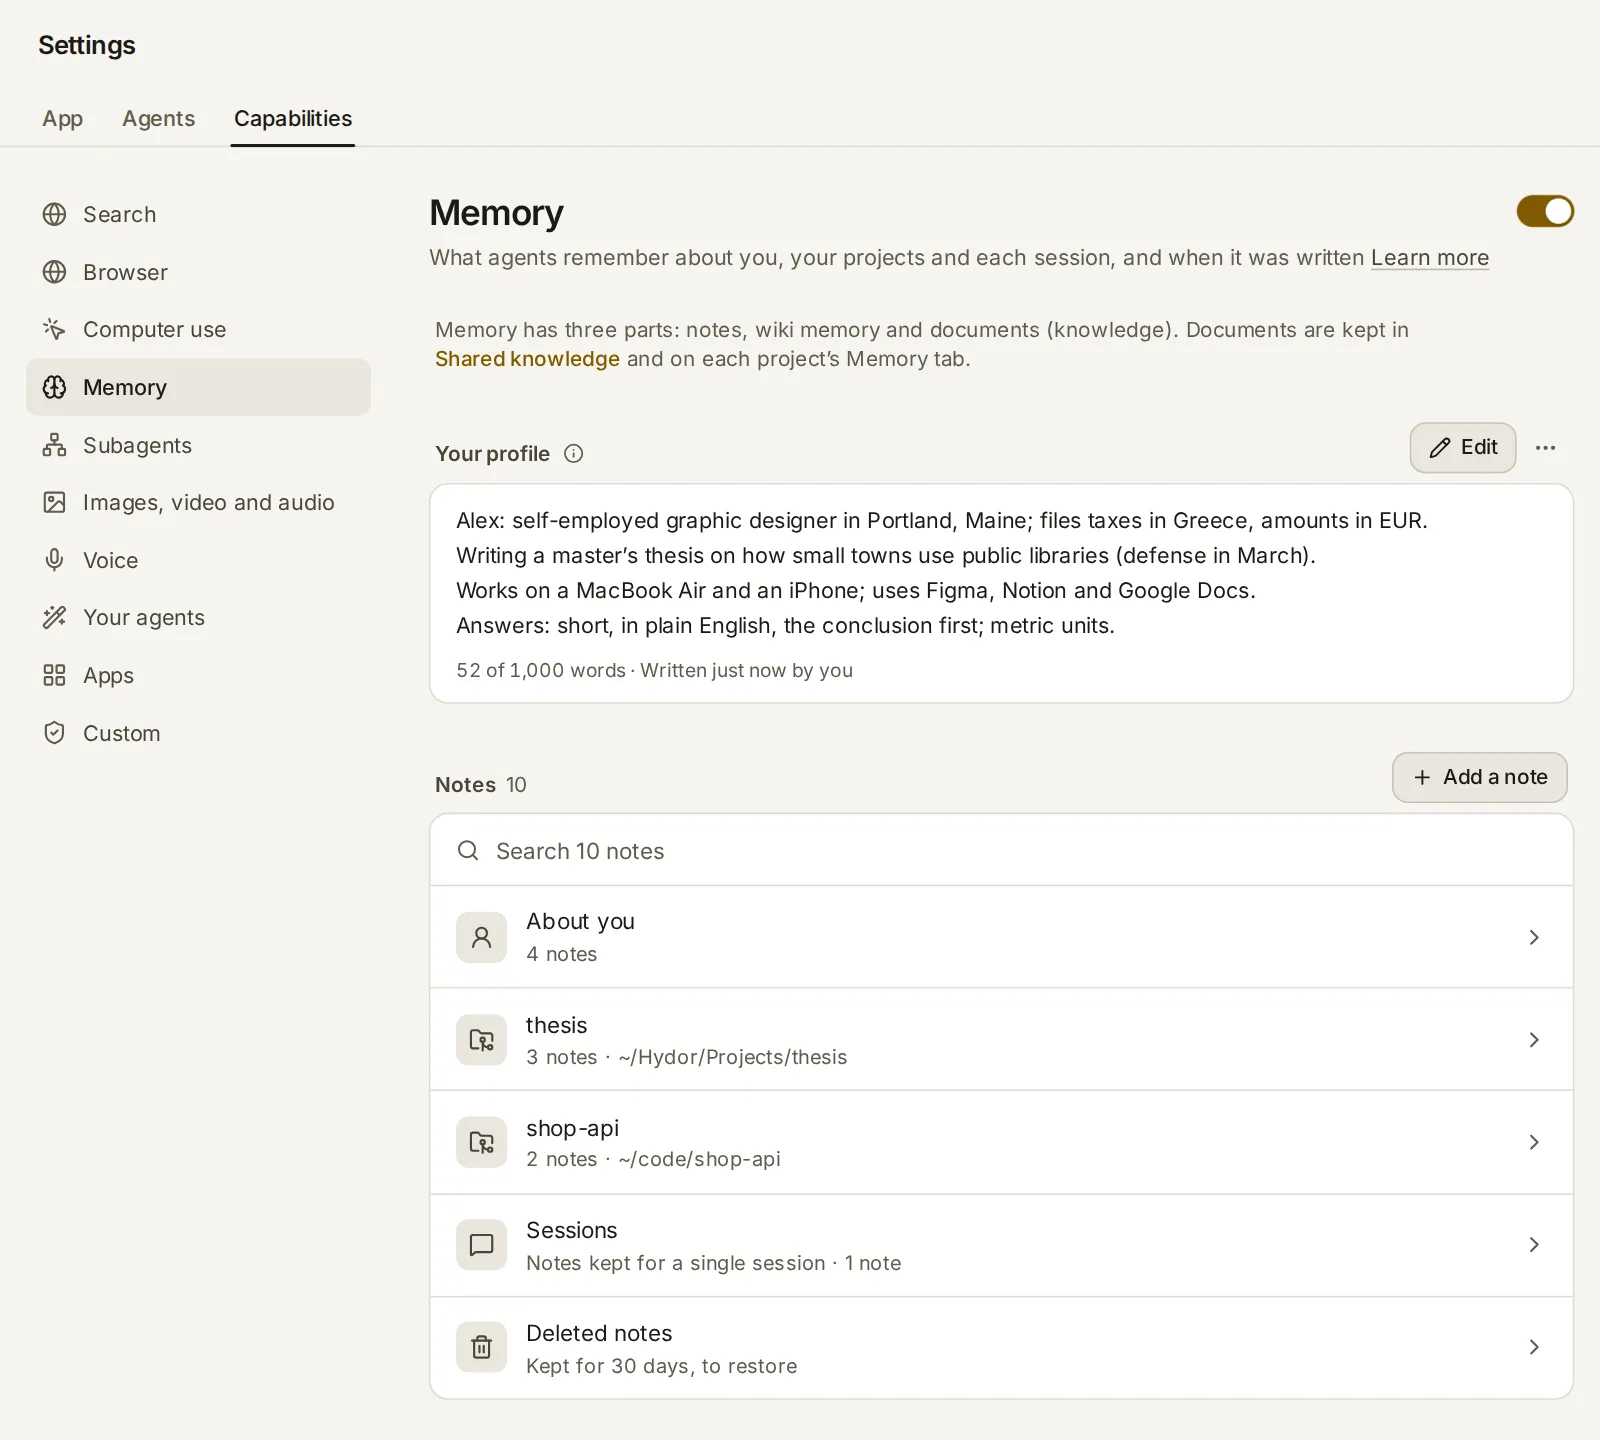 Settings
App
Agents
Capabilities
Search
Browser
Computer use
Memory
Subagents
Images, video and audio
Voice
Your agents
Apps
Custom
Memory
What agents remember about you, your projects and each session, and when it was written Learn more
Memory has three parts: notes, wiki memory and documents (knowledge). Documents are kept in
Shared knowledge and on each project’s Memory tab.
Your profile
Edit
Alex: self-employed graphic designer in Portland, Maine; files taxes in Greece, amounts in EUR.
Writing a master’s thesis on how small towns use public libraries (defense in March).
Works on a MacBook Air and an iPhone; uses Figma, Notion and Google Docs.
Answers: short, in plain English, the conclusion first; metric units.
52 of 1,000 words · Written just now by you
Notes 10
Add a note
Search 10 notes
About you
4 notes
thesis
3 notes · ~/Hydor/Projects/thesis
shop-api
2 notes · ~/code/shop-api
Sessions
Notes kept for a single session · 1 note
Deleted notes
Kept for 30 days, to restore